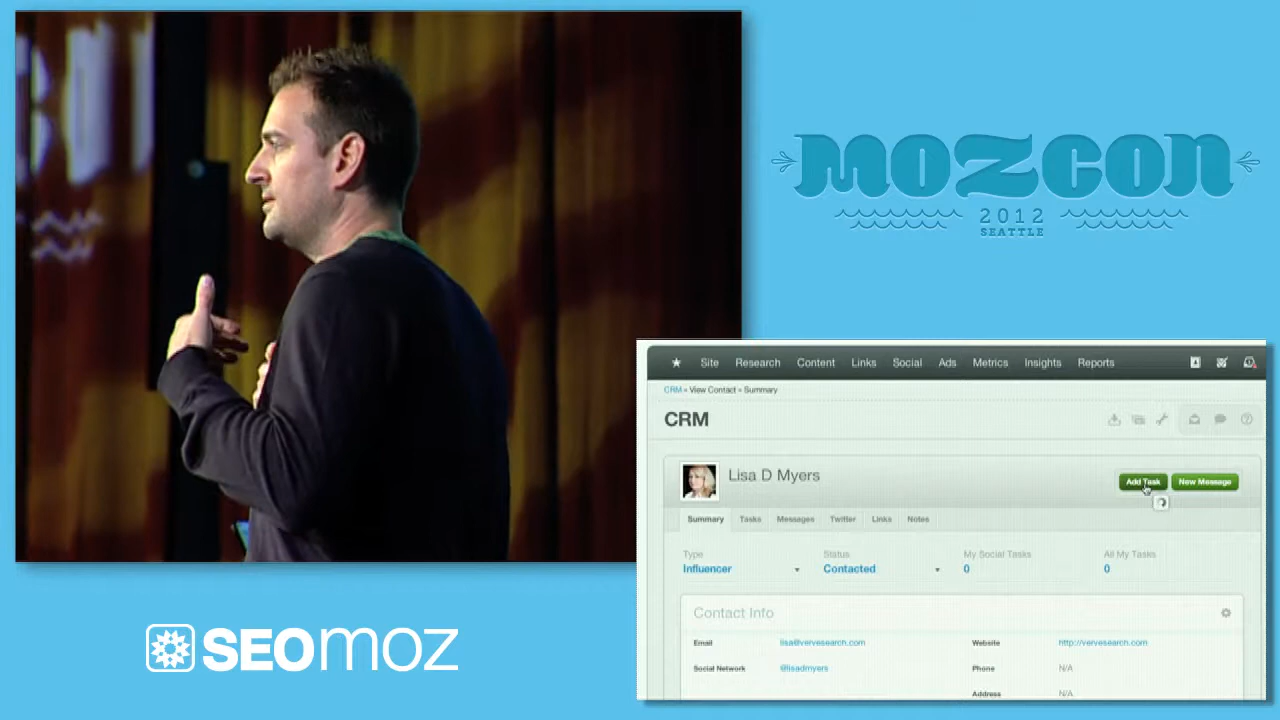 MOZCON
2012
SEATTLE
Site Research Content Links Social Ads Metrics Insights Reports
CRM » View Contact » Summary
CRM
Lisa D Myers
Add Task New Message
Summary Tasks Messages Twitter Links Notes
Type Status My Social Tasks All My Tasks
Influencer Contacted 0 0
Contact Info
Email lisa@vervesearch.com Website http://vervesearch.com
Social Network @lisadmyers Phone N/A
Address N/A
SEOMOZ